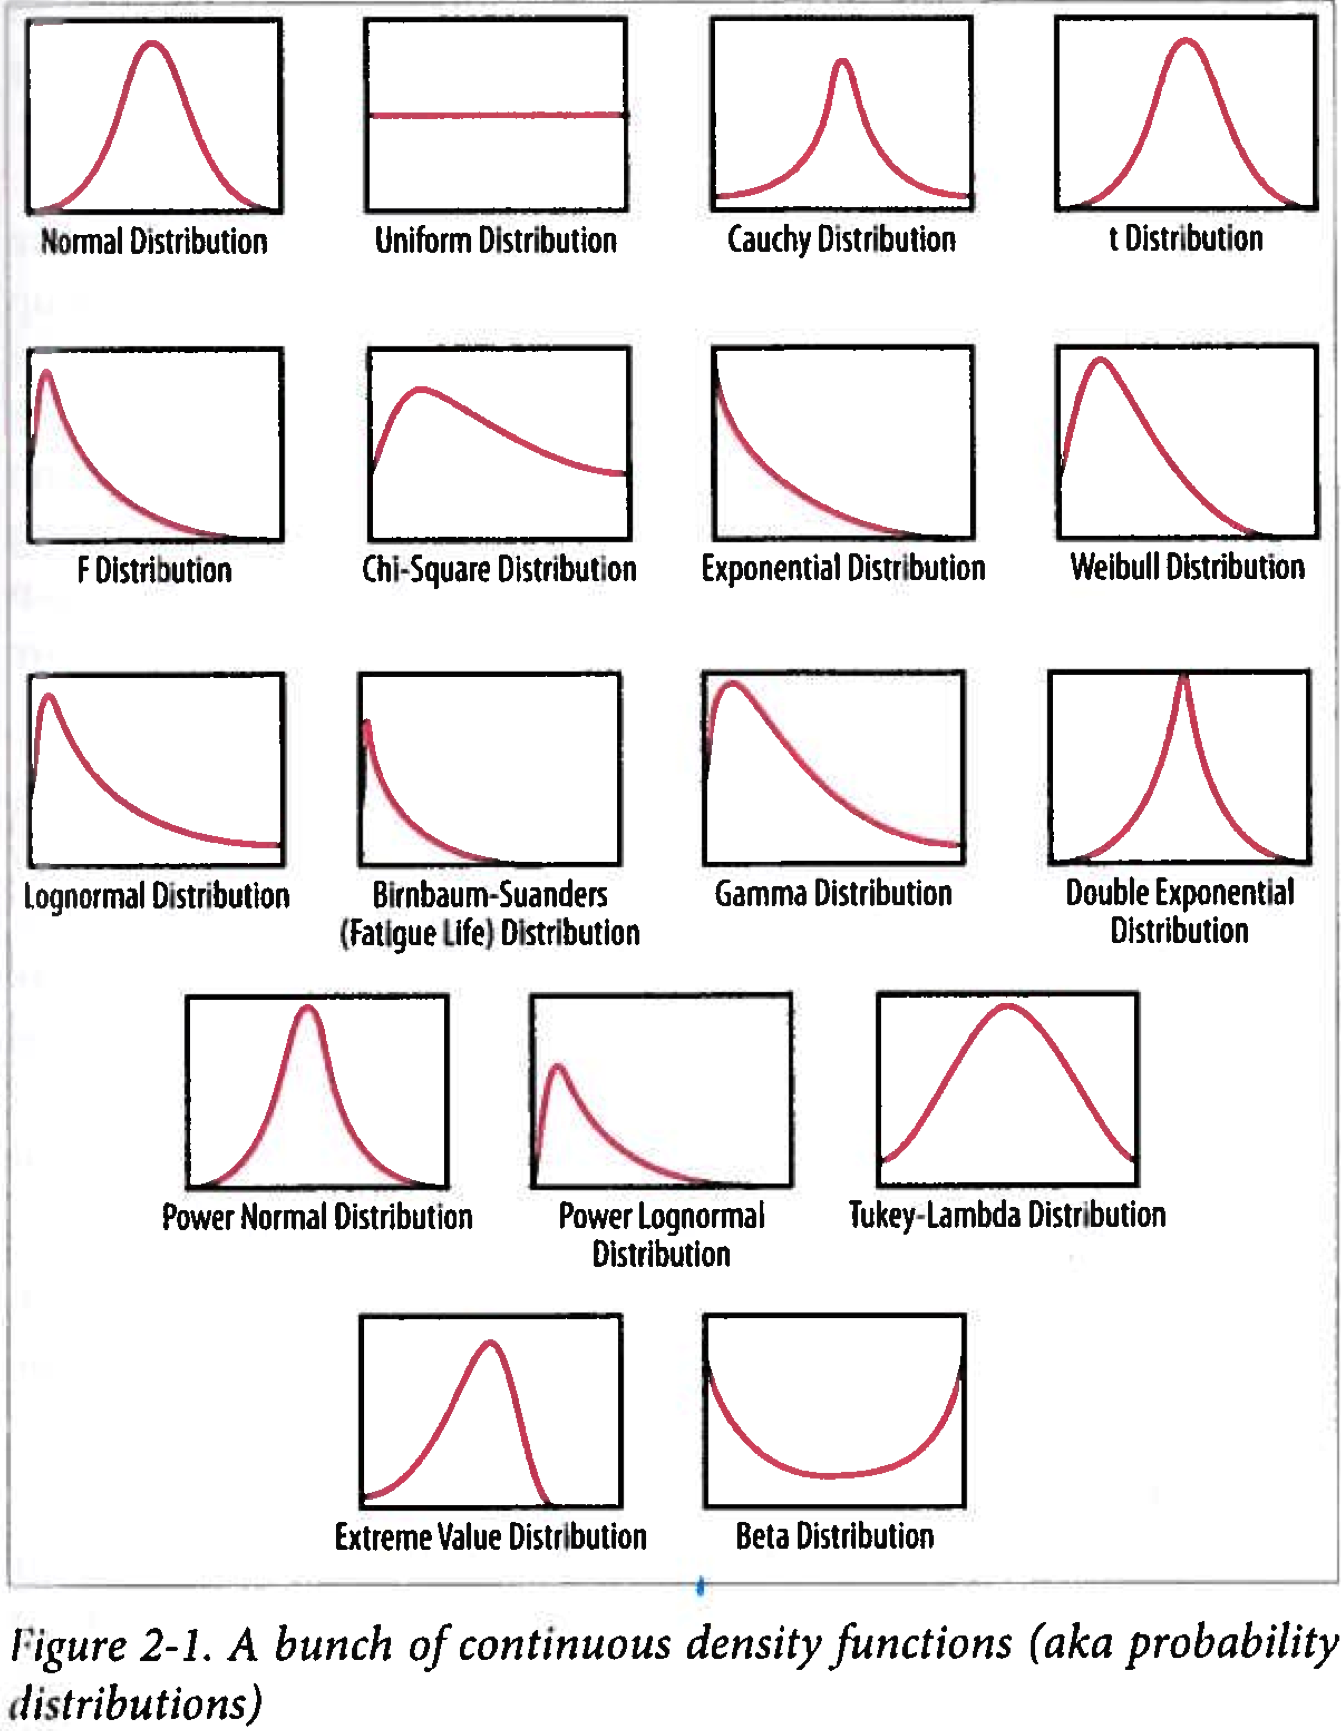 Normal Distribution
Uniform Distribution
Cauchy Distribution
t Distribution
F Distribution
Chi-Square Distribution
Exponential Distribution
Weibull Distribution
Lognormal Distribution
Birnbaum-Suanders
(Fatigue Life) Distribution
Gamma Distribution
Double Exponential
Distribution
Power Normal Distribution
Power Lognormal
Distribution
Tukey-Lambda Distribution
Extreme Value Distribution
Beta Distribution
Figure 2-1. A bunch of continuous density functions (aka probability
distributions)